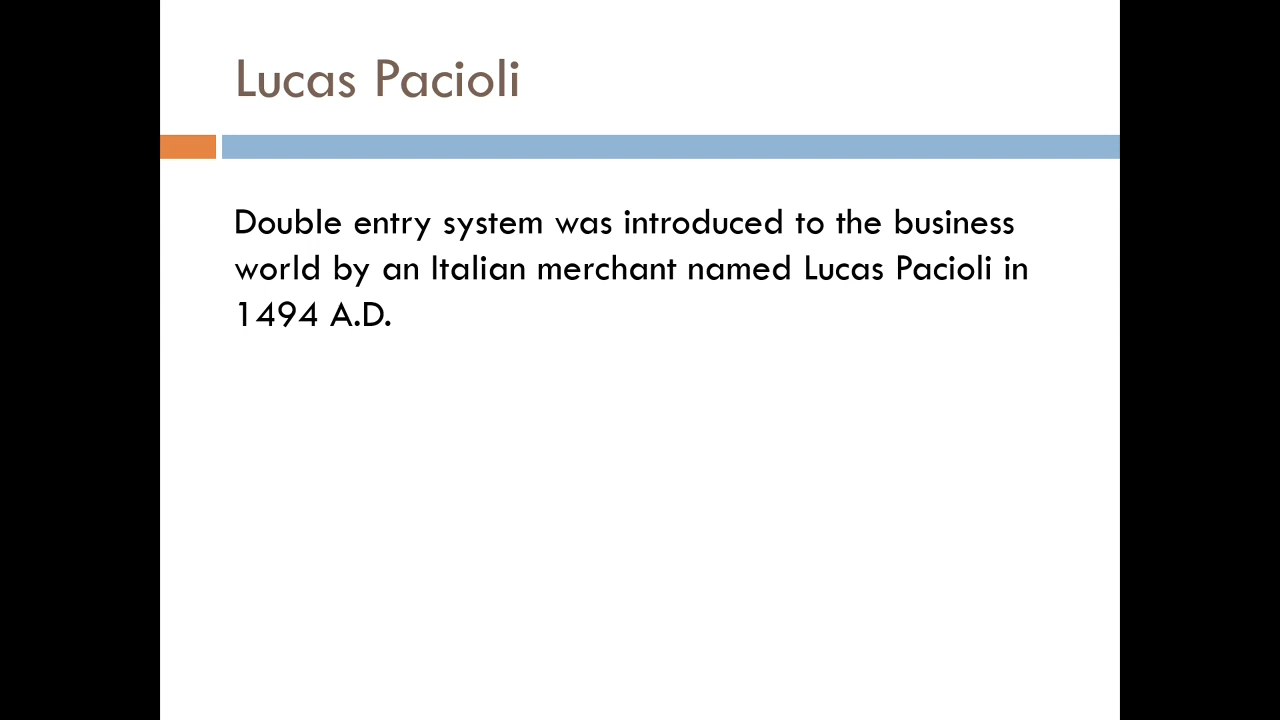 Lucas Pacioli
Double entry system was introduced to the business
world by an Italian merchant named Lucas Pacioli in
1494 A.D.